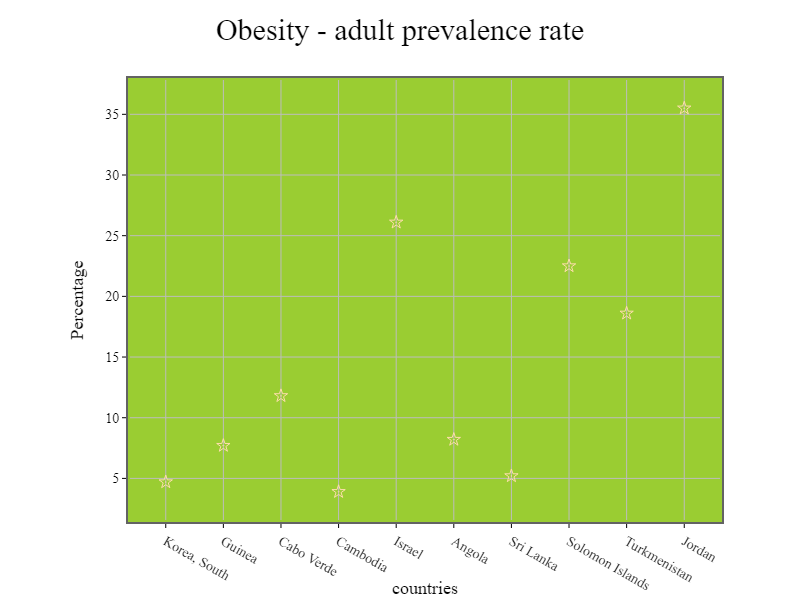 Obesity - adult prevalence rate
Percentage
35
30
25
20
15
10
5
Korea, South
Guinea
Cabo Verde
Cambodia
Israel
Angola
Sri Lanka
Solomon Islands
Turkmenistan
Jordan
countries